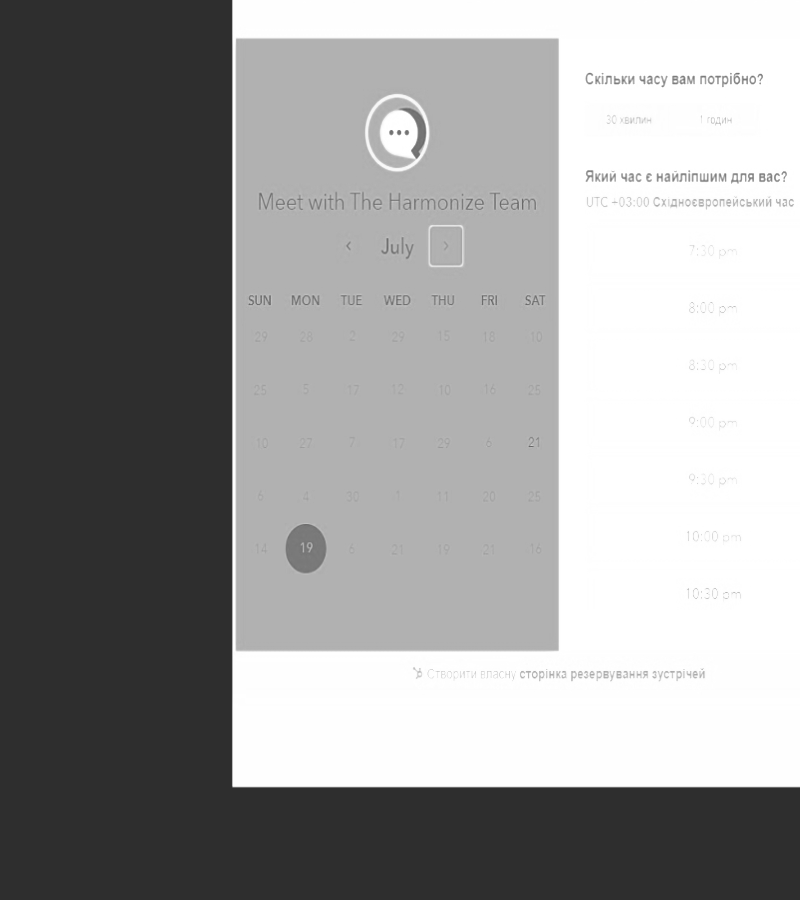 Meet with The Harmonize Team
July
SUN MON TUE WED THU FRI SAT
29 28 2 29 15 18 10
25 5 17 12 10 16 25
10 27 7 17 29 6 21
6 4 30 1 11 20 25
14 19 6 21 19 21 16
Скільки часу вам потрібно?
30 хвилин 1 годин
Який час є найліпшим для вас?
UTC +03:00 Східноєвропейський час
7:30 pm
8:00 pm
8:30 pm
9:00 pm
9:30 pm
10:00 pm
10:30 pm
Створити власну сторінка резервування зустрічей